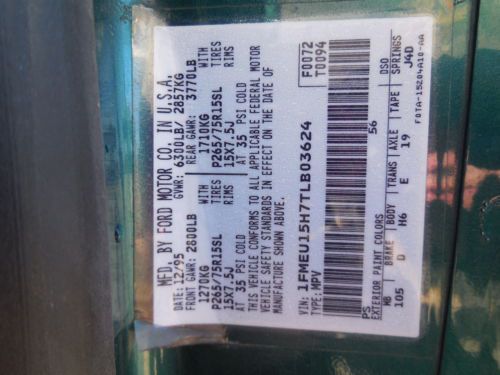 MFD. BY FORD MOTOR CO. IN U.S.A.
DATE: 12/95 GVWR: 6300LB/ 2857KG
FRONT GAWR: 2800LB REAR GAWR: 3770LB
1270KG WITH 1710KG WITH
P265/75R15SL TIRES P265/75R15SL TIRES
15X7.5J RIMS 15X7.5J RIMS
AT 35 PSI COLD AT 35 PSI COLD
THIS VEHICLE CONFORMS TO ALL APPLICABLE FEDERAL MOTOR
VEHICLE SAFETY STANDARDS IN EFFECT ON THE DATE OF
MANUFACTURE SHOWN ABOVE.
VIN: 1FMEU15H7TLB03624 F0072
TYPE: MPV T0094
EXTERIOR PAINT COLORS PS 56 DSO
WB BRAKE BODY TRANS AXLE TAPE SPRINGS
105 D H6 E 19 J4D
F0TA-15204A10-AA